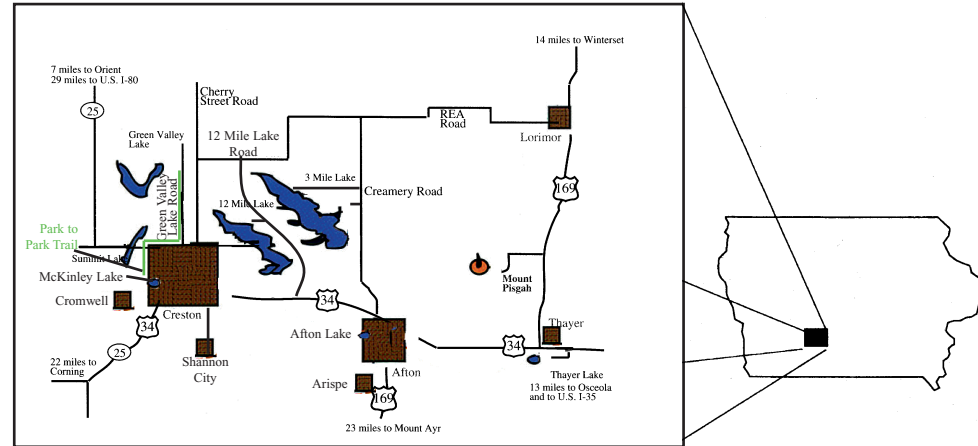 14 miles to Winterset
7 miles to Orient
29 miles to U.S. I-80
25
Cherry
Street Road
REA
Road
Lorimor
Green Valley
Lake
12 Mile Lake
Road
3 Mile Lake
Creamery Road
169
Green Valley
Lake Road
12 Mile Lake
Park to
Park Trail
Summit Lake
McKinley Lake
Mount
Pisgah
Cromwell
Creston
34
34
Afton Lake
Thayer
34
25
22 miles to
Corning
Shannon
City
Afton
Arispe
169
Thayer Lake
13 miles to Osceola
and to U.S. I-35
23 miles to Mount Ayr